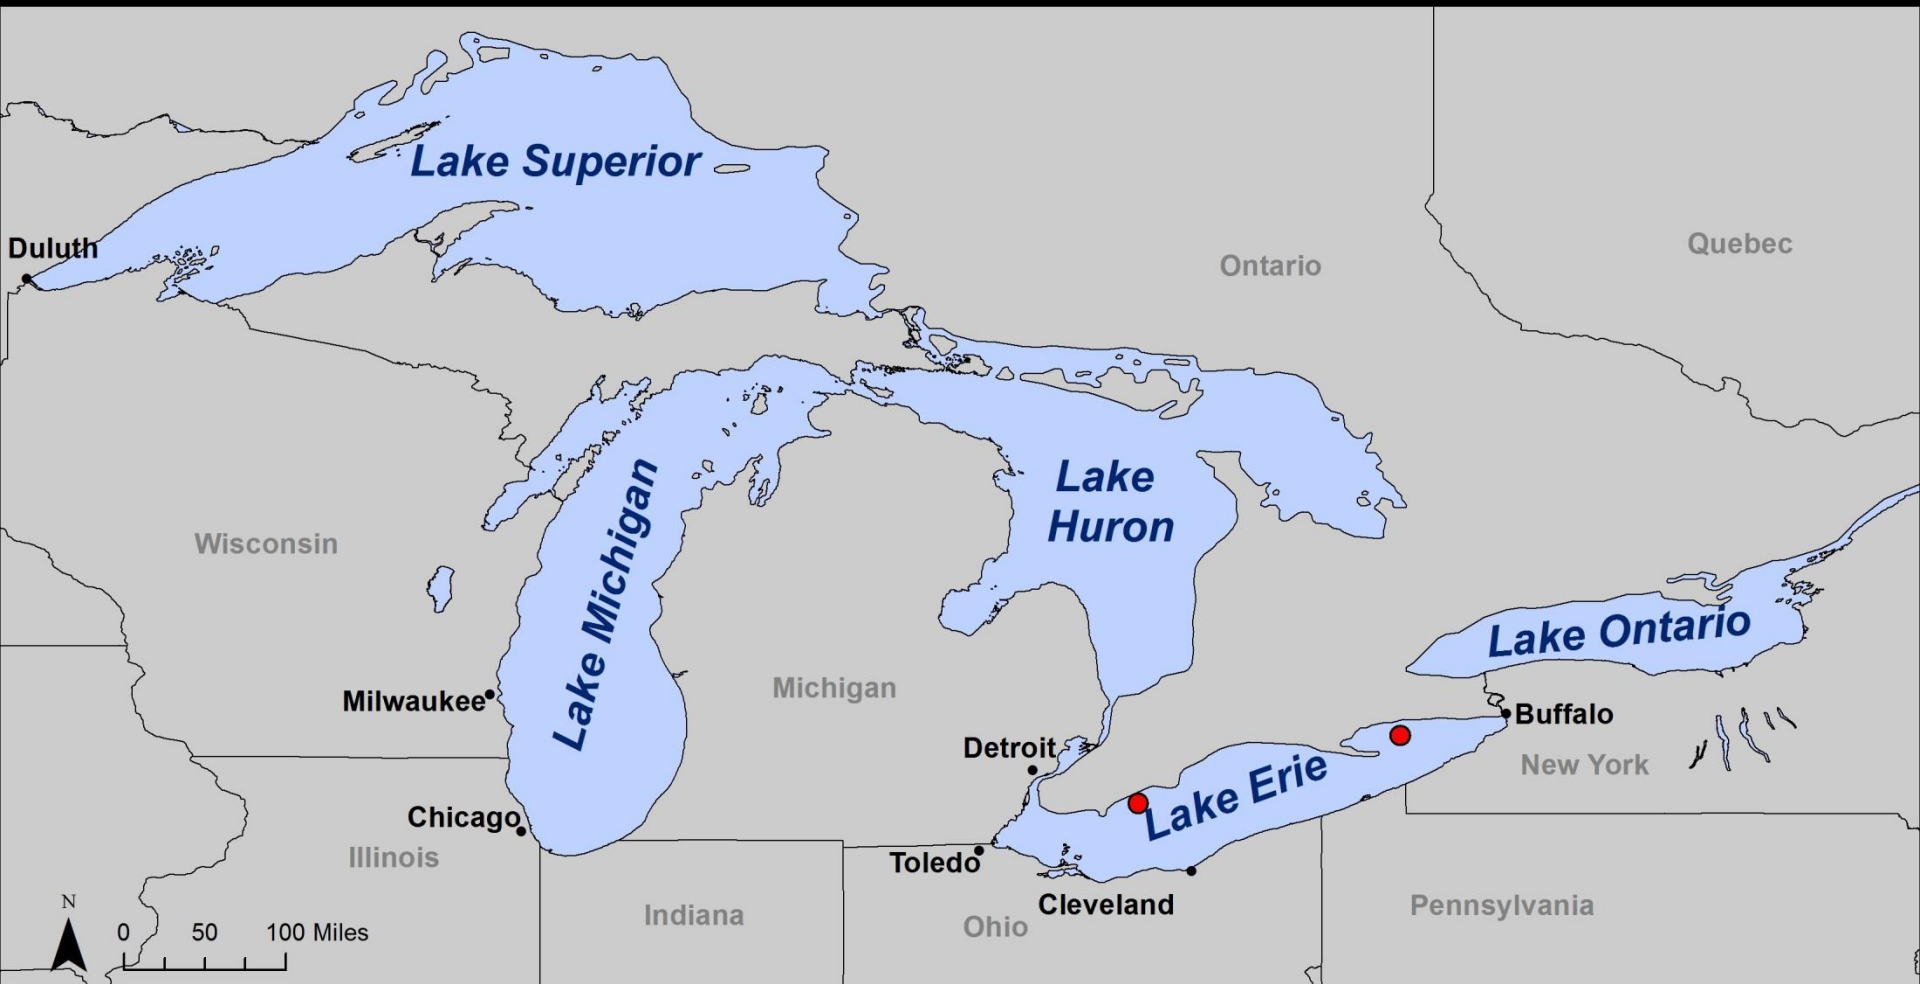 Lake Superior
Duluth
Quebec
Ontario
Lake
Huron
Lake Michigan
Wisconsin
Lake Ontario
Milwaukee
Michigan
Buffalo
Detroit
New York
Lake Erie
Chicago
Illinois
Toledo
Cleveland
Pennsylvania
Indiana
Ohio
N
0 50 100 Miles